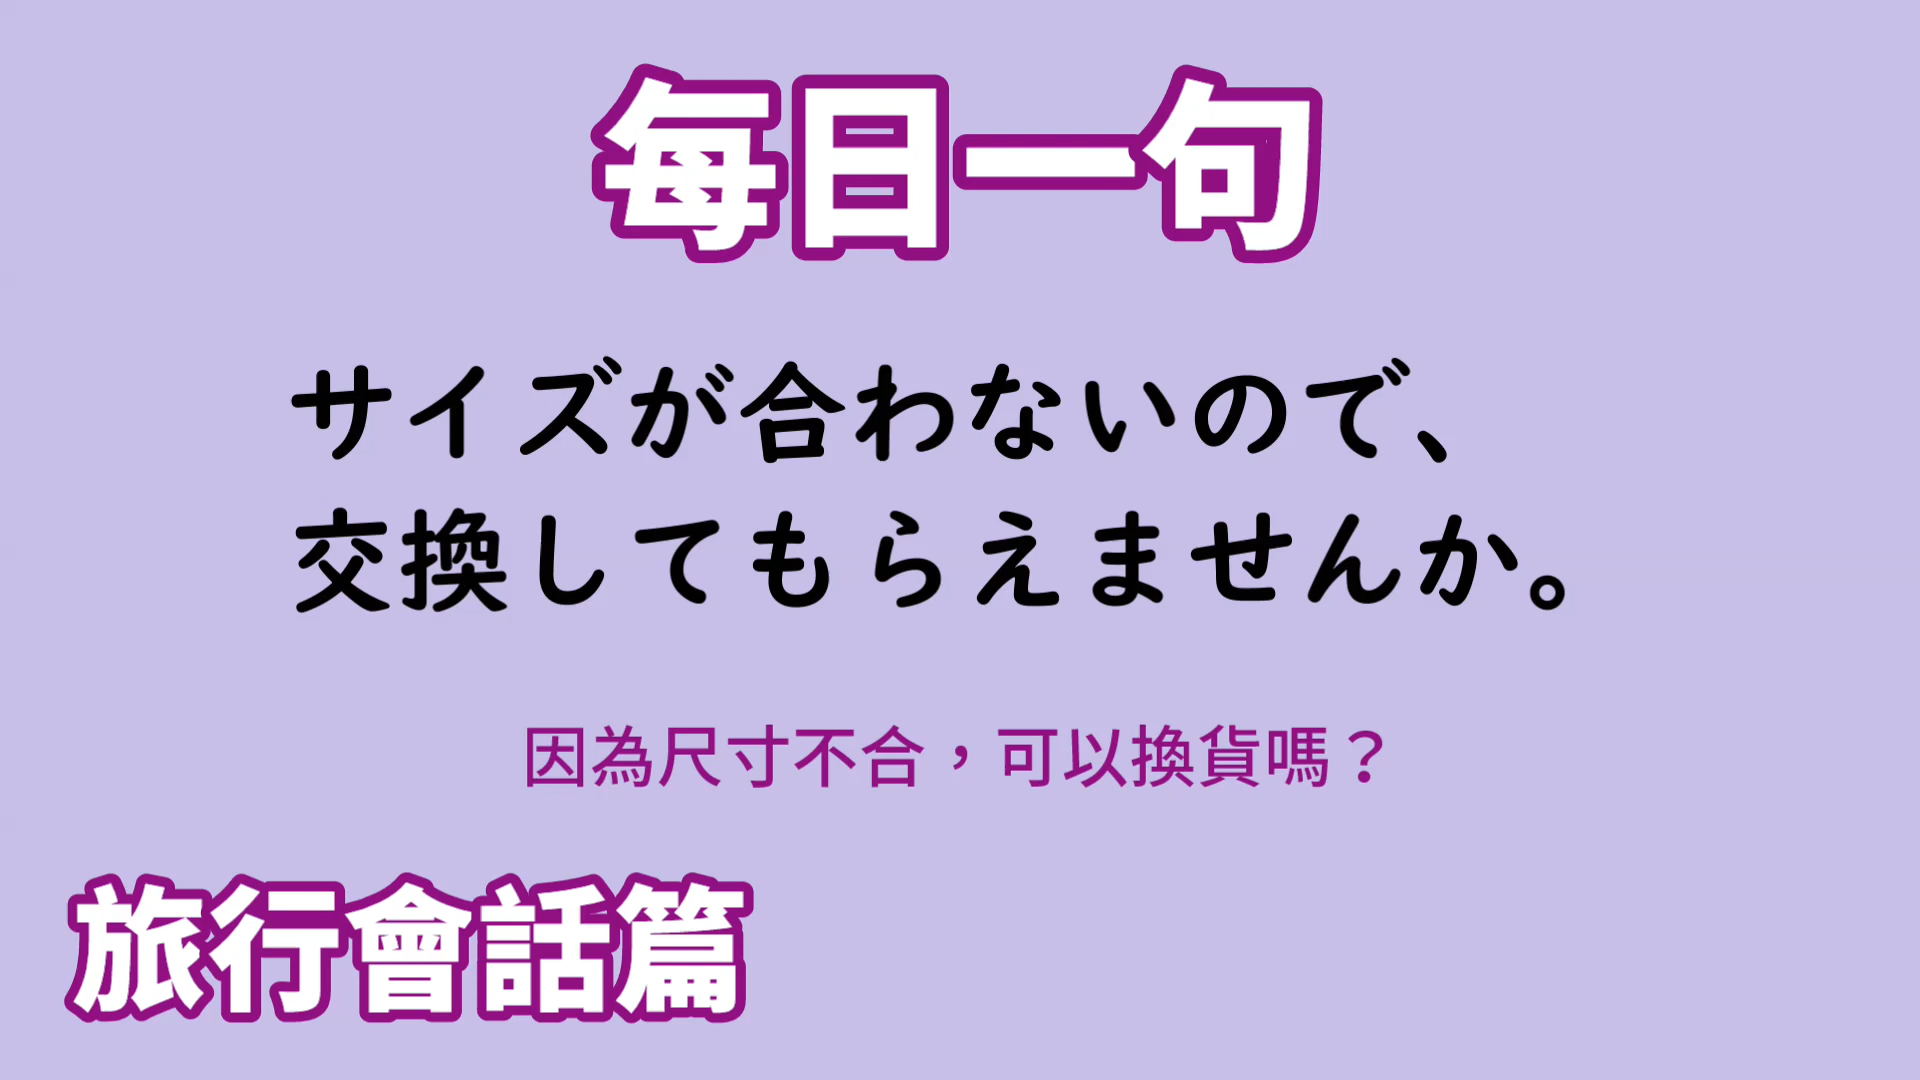 每日一句
サイズが合わないので、
交換してもらえませんか。
因為尺寸不合，可以換貨嗎？
旅行會話篇